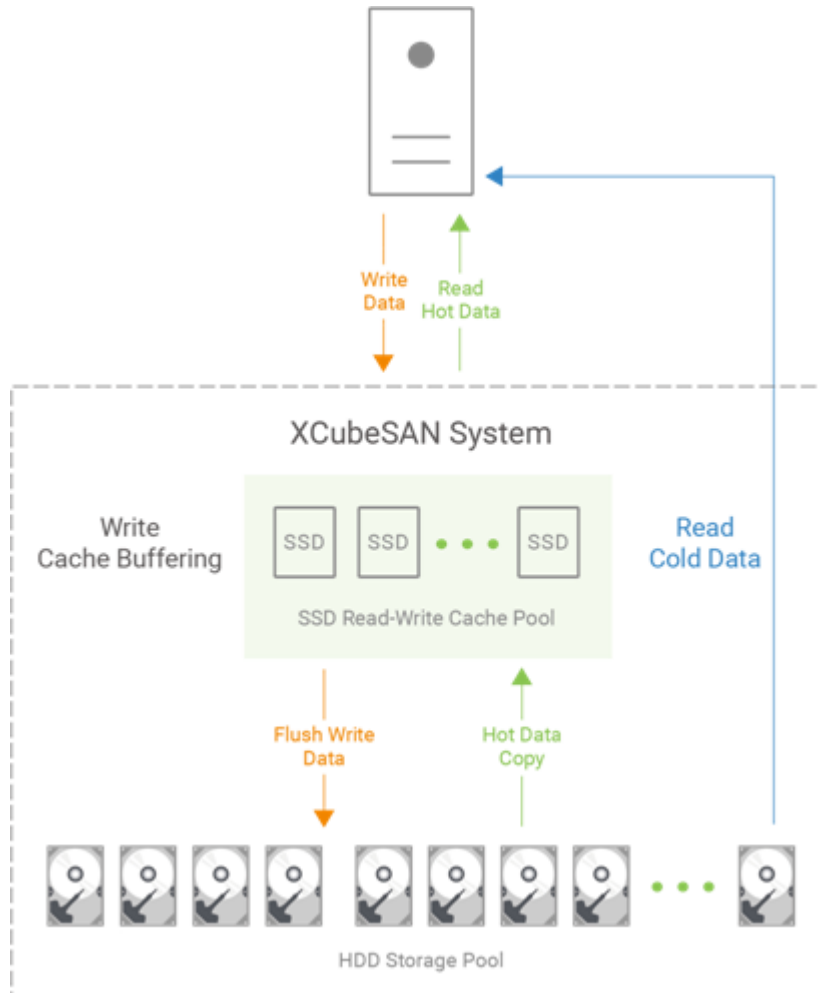 Write
Data
Read
Hot Data
XCubeSAN System
Write
Cache Buffering
SSD
SSD
SSD
Read
Cold Data
SSD Read-Write Cache Pool
Flush Write
Data
Hot Data
Copy
HDD Storage Pool